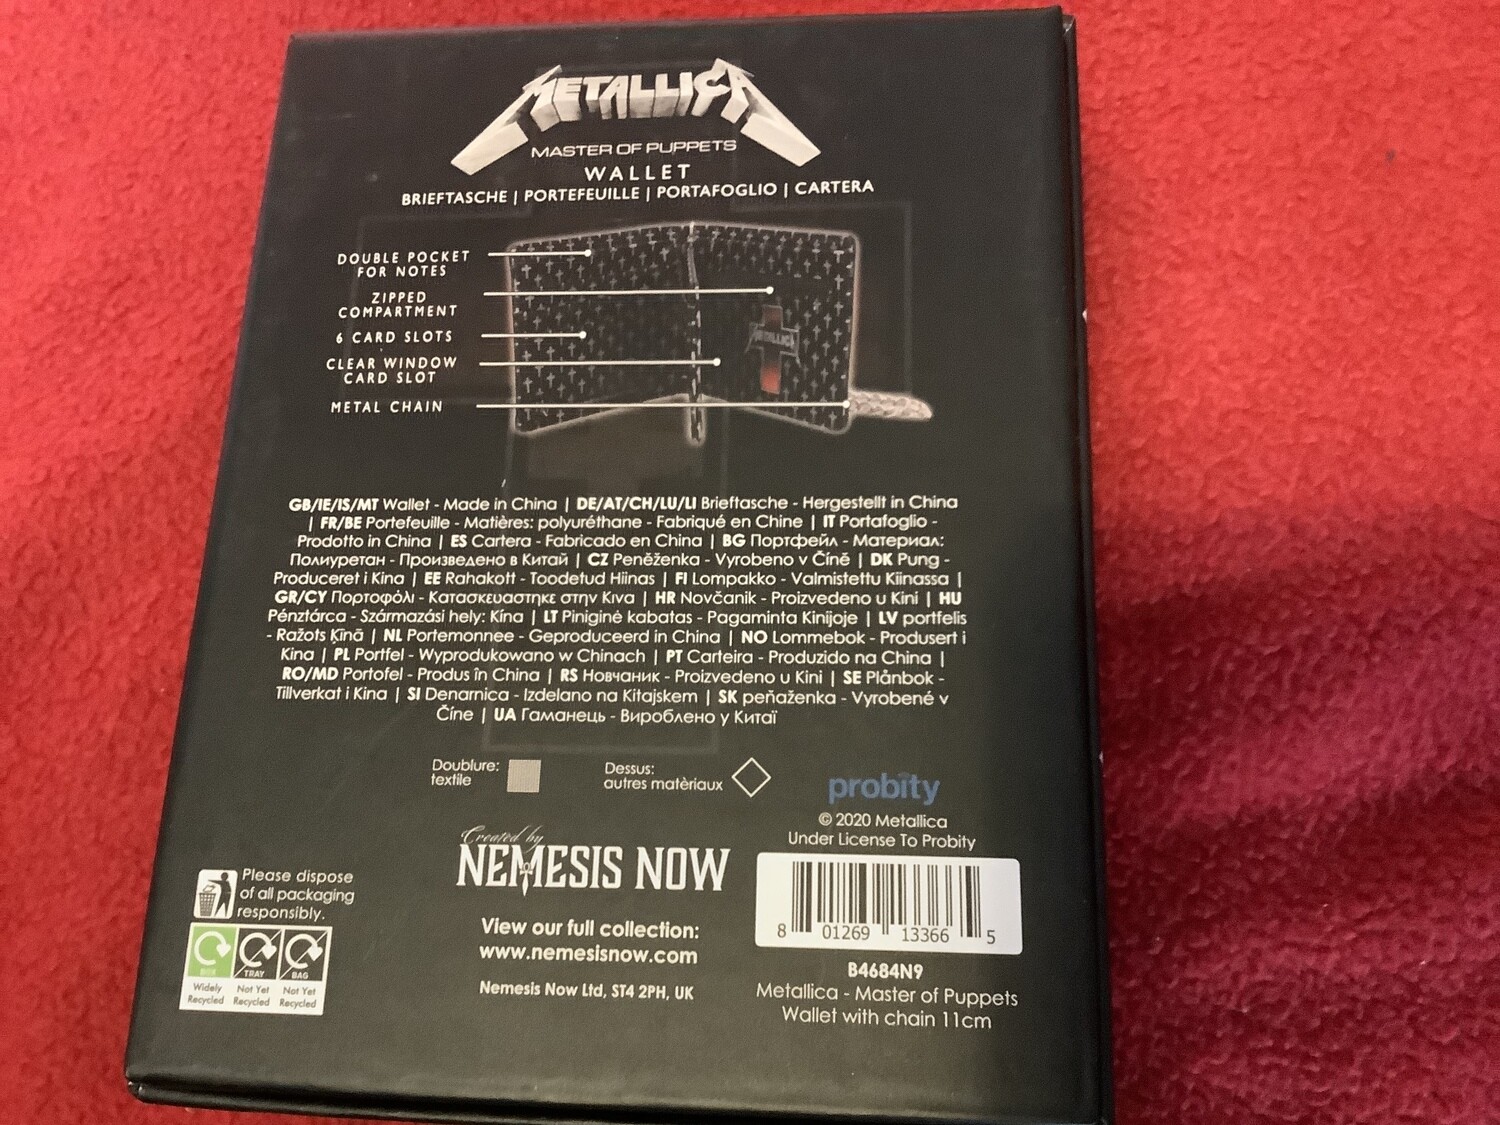 METALLICA
MASTER OF PUPPETS
WALLET
BRIEFTASCHE | PORTEFEUILLE | PORTAFOGLIO | CARTERA
DOUBLE POCKET
FOR NOTES
ZIPPED
COMPARTMENT
6 CARD SLOTS
CLEAR WINDOW
CARD SLOT
METAL CHAIN
METALLICA
GB/IE/IS/MT Wallet - Made in China | DE/AT/CH/LU/LI Brieftasche - Hergestellt in China
| FR/BE Portefeuille - Matières: polyuréthane - Fabriqué en Chine | IT Portafoglio -
Prodotto in China | ES Cartera - Fabricado en China | BG Портфейл - Материал:
Полиуретан - Произведено в Китай | CZ Peněženka - Vyrobeno v Číně | DK Pung -
Produceret i Kina | EE Rahakott - Toodetud Hiinas | FI Lompakko - Valmistettu Kiinassa |
GR/CY Πορτοφόλι - Κατασκευαστηκε στην Κινα | HR Novčanik - Proizvedeno u Kini | HU
Pénztárca - Származási hely: Kína | LT Piniginė kabatas - Pagaminta Kinijoje | LV portfelis
- Ražots Ķīnā | NL Portemonnee - Geproduceerd in China | NO Lommebok - Produsert i
Kina | PL Portfel - Wyprodukowano w Chinach | PT Carteira - Produzido na China |
RO/MD Portofel - Produs în China | RS Новчаник - Proizvedeno u Kini | SE Plånbok -
Tillverkat i Kina | SI Denarnica - Izdelano na Kitajskem | SK peňaženka - Vyrobené v
Číne | UA Гаманець - Вироблено у Китаї
Doublure:
textile
Dessus:
autres matèriaux
probity
© 2020 Metallica
Under License To Probity
Created by
NEMESIS NOW
View our full collection:
www.nemesisnow.com
Nemesis Now Ltd, ST4 2PH, UK
Please dispose
of all packaging
responsibly.
BOX TRAY BAG
Widely Not Yet Not Yet
Recycled Recycled Recycled
8 01269 13366 5
B4684N9
Metallica - Master of Puppets
Wallet with chain 11cm